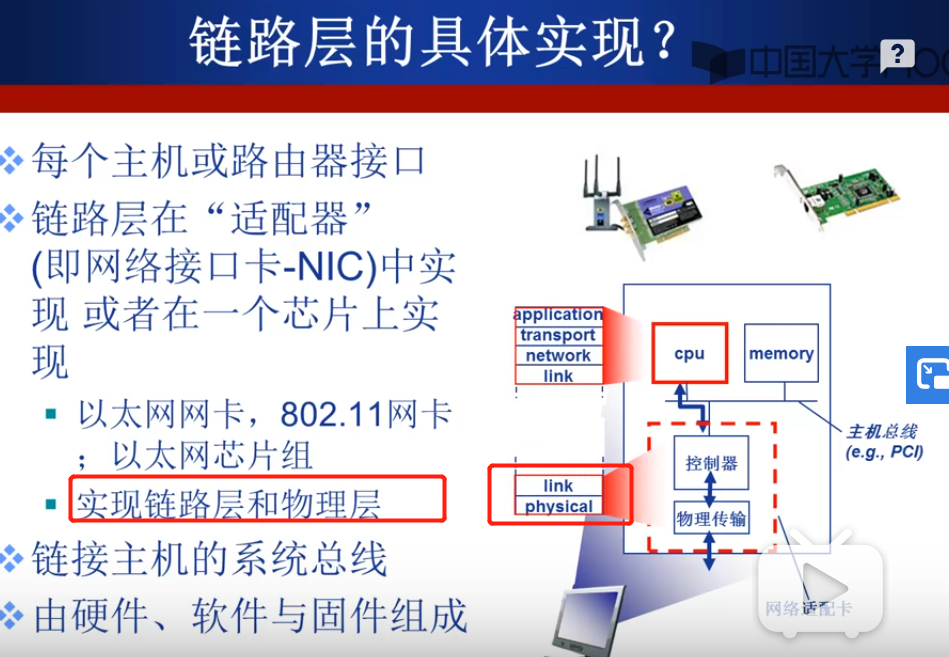 链路层的具体实现？
中国大学MOO
?
每个主机或路由器接口
链路层在“适配器”
(即网络接口卡-NIC)中实
现 或者在一个芯片上实
现
以太网网卡，802.11网卡
；以太网芯片组
实现链路层和物理层
链接主机的系统总线
由硬件、软件与固件组成
application
transport
network
link
cpu
memory
主机总线
(e.g., PCI)
控制器
link
physical
物理传输
网络适配卡